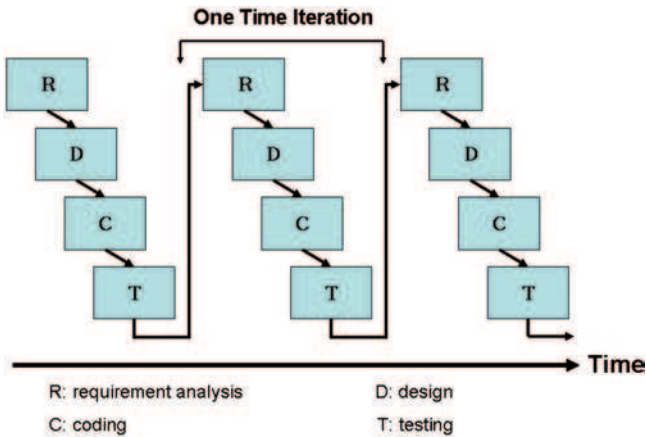 One Time Iteration
R R R
D D D
C C C
T T T
Time
R: requirement analysis D: design
C: coding T: testing